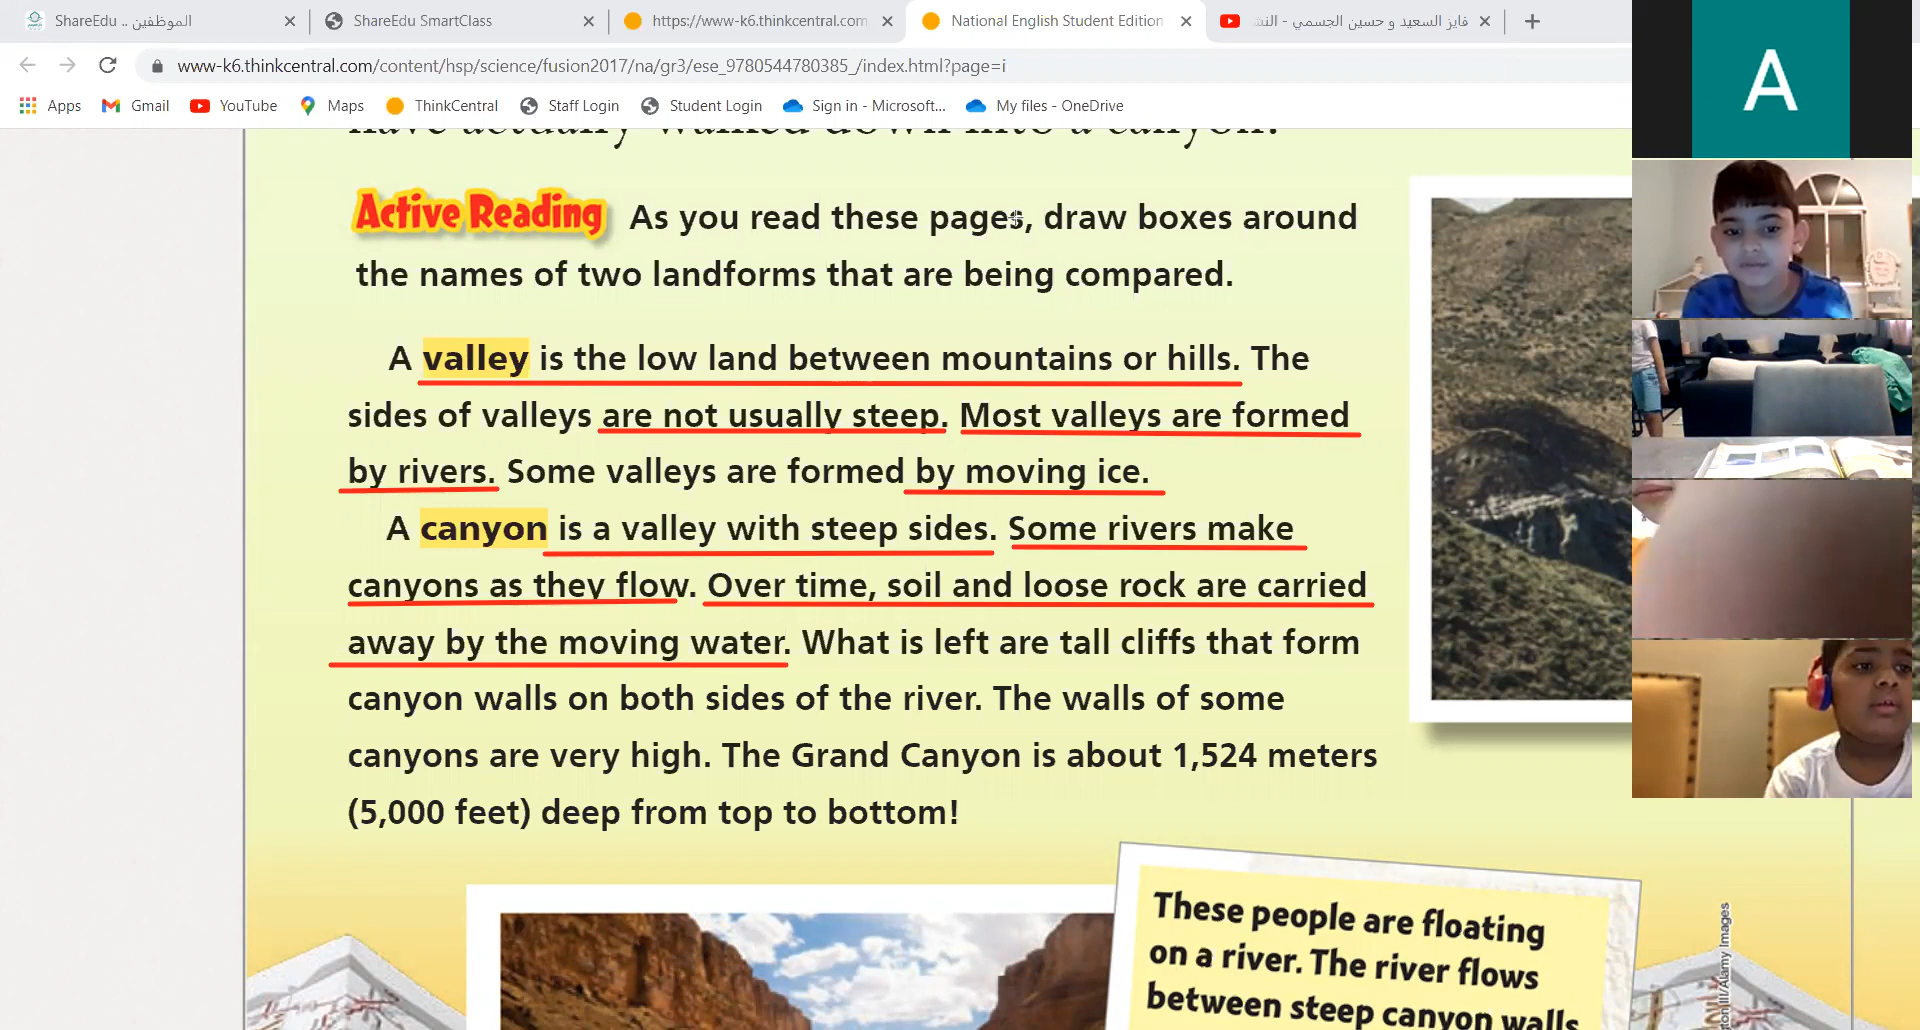 ShareEdu .. الموظفين
ShareEdu SmartClass
https://www-k6.thinkcentral.com
National English Student Edition
فايز السعيد و حسين الجسمي - النش
www-k6.thinkcentral.com/content/hsp/science/fusion2017/na/gr3/ese_9780544780385_/index.html?page=i
Apps
Gmail
YouTube
Maps
ThinkCentral
Staff Login
Student Login
Sign in - Microsoft...
My files - OneDrive
A
have actually walked down into a canyon?
Active Reading As you read these pages, draw boxes around
the names of two landforms that are being compared.
A valley is the low land between mountains or hills. The
sides of valleys are not usually steep. Most valleys are formed
by rivers. Some valleys are formed by moving ice.
A canyon is a valley with steep sides. Some rivers make
canyons as they flow. Over time, soil and loose rock are carried
away by the moving water. What is left are tall cliffs that form
canyon walls on both sides of the river. The walls of some
canyons are very high. The Grand Canyon is about 1,524 meters
(5,000 feet) deep from top to bottom!
These people are floating
on a river. The river flows
between steep canyon walls
III/Alamy Images